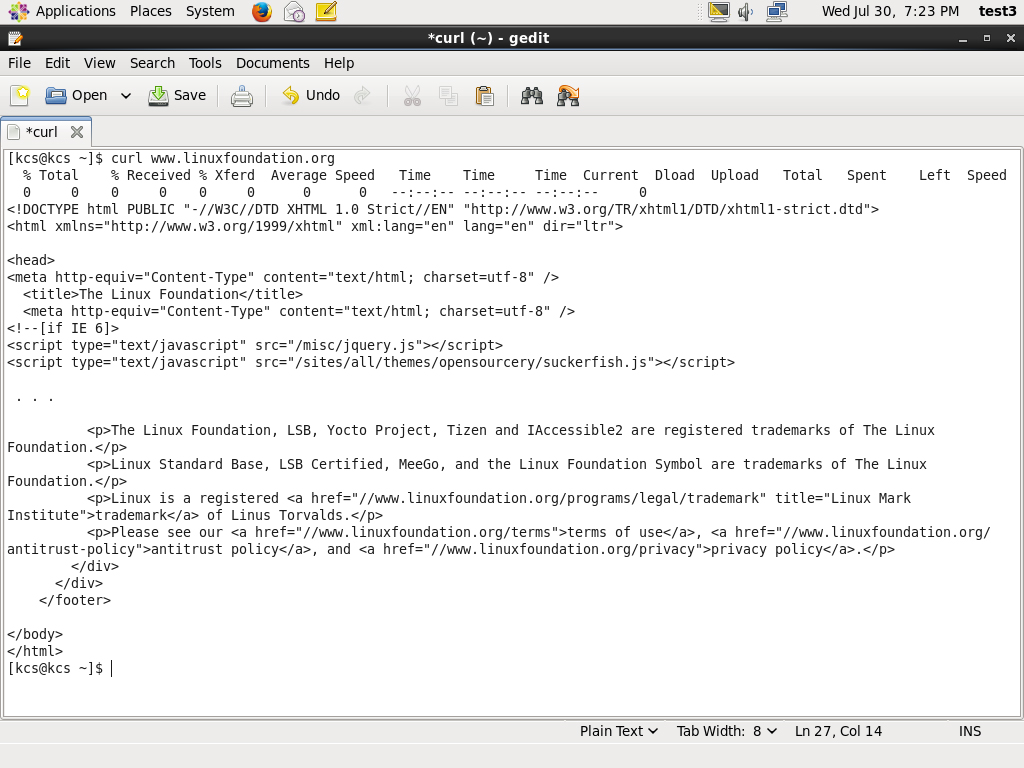 Applications Places System Wed Jul 30, 7:23 PM test3
*curl (~) - gedit
File Edit View Search Tools Documents Help
Open Save Undo
*curl
[kcs@kcs ~]$ curl www.linuxfoundation.org
  % Total    % Received % Xferd  Average Speed   Time    Time     Time  Current  Dload  Upload   Total   Spent    Left  Speed
  0     0    0     0    0     0      0      0   --:--:-- --:--:-- --:--:--     0
<!DOCTYPE html PUBLIC "-//W3C//DTD XHTML 1.0 Strict//EN" "http://www.w3.org/TR/xhtml1/DTD/xhtml1-strict.dtd">
<html xmlns="http://www.w3.org/1999/xhtml" xml:lang="en" lang="en" dir="ltr">

<head>
<meta http-equiv="Content-Type" content="text/html; charset=utf-8" />
  <title>The Linux Foundation</title>
  <meta http-equiv="Content-Type" content="text/html; charset=utf-8" />
<!--[if IE 6]>
<script type="text/javascript" src="/misc/jquery.js"></script>
<script type="text/javascript" src="/sites/all/themes/opensourcery/suckerfish.js"></script>

 . . .

          <p>The Linux Foundation, LSB, Yocto Project, Tizen and IAccessible2 are registered trademarks of The Linux
Foundation.</p>
          <p>Linux Standard Base, LSB Certified, MeeGo, and the Linux Foundation Symbol are trademarks of The Linux
Foundation.</p>
          <p>Linux is a registered <a href="//www.linuxfoundation.org/programs/legal/trademark" title="Linux Mark
Institute">trademark</a> of Linus Torvalds.</p>
          <p>Please see our <a href="//www.linuxfoundation.org/terms">terms of use</a>, <a href="//www.linuxfoundation.org/
antitrust-policy">antitrust policy</a>, and <a href="//www.linuxfoundation.org/privacy">privacy policy</a>.</p>
        </div>
      </div>
    </footer>

</body>
</html>
[kcs@kcs ~]$
Plain Text Tab Width: 8 Ln 27, Col 14 INS